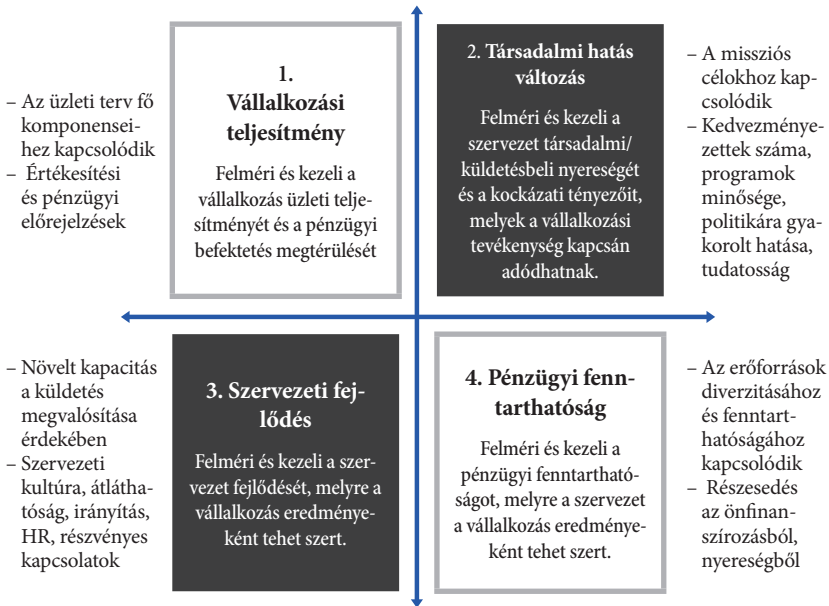 – Az üzleti terv fő
komponensei-
hez kapcsolódik
– Értékesítési
és pénzügyi
előrejelzések
1.
Vállalkozási
teljesítmény
Felméri és kezeli a
vállalkozás üzleti telje-
sítményét és a pénzügyi
befektetés megtérülését
2. Társadalmi hatás
változás
Felméri és kezeli a
szervezet társadalmi/
küldetésbeli nyereségét
és a kockázati tényezőit,
melyek a vállalkozási
tevékenység kapcsán
adódhatnak.
– A missziós
célokhoz kap-
csolódik
– Kedvezménye-
zettek száma,
programok
minősége,
politikára gya-
korolt hatása,
tudatosság
– Növelt kapacitás
a küldetés
megvalósítása
érdekében
– Szervezeti
kultúra, átlátha-
tóság, irányítás,
HR, részvényes
kapcsolatok
3. Szervezeti fej-
lődés
Felméri és kezeli a szer-
vezet fejlődését, melyre a
vállalkozás eredménye-
ként tehet szert.
4. Pénzügyi fenn-
tarthatóság
Felméri és kezeli a
pénzügyi fenntartható-
ságot, melyre a szervezet
a vállalkozás eredménye-
ként tehet szert.
– Az erőforrások
diverzitásához
és fenntart-
hatóságához
kapcsolódik
– Részesedés
az önfinan-
szírozásból,
nyereségből